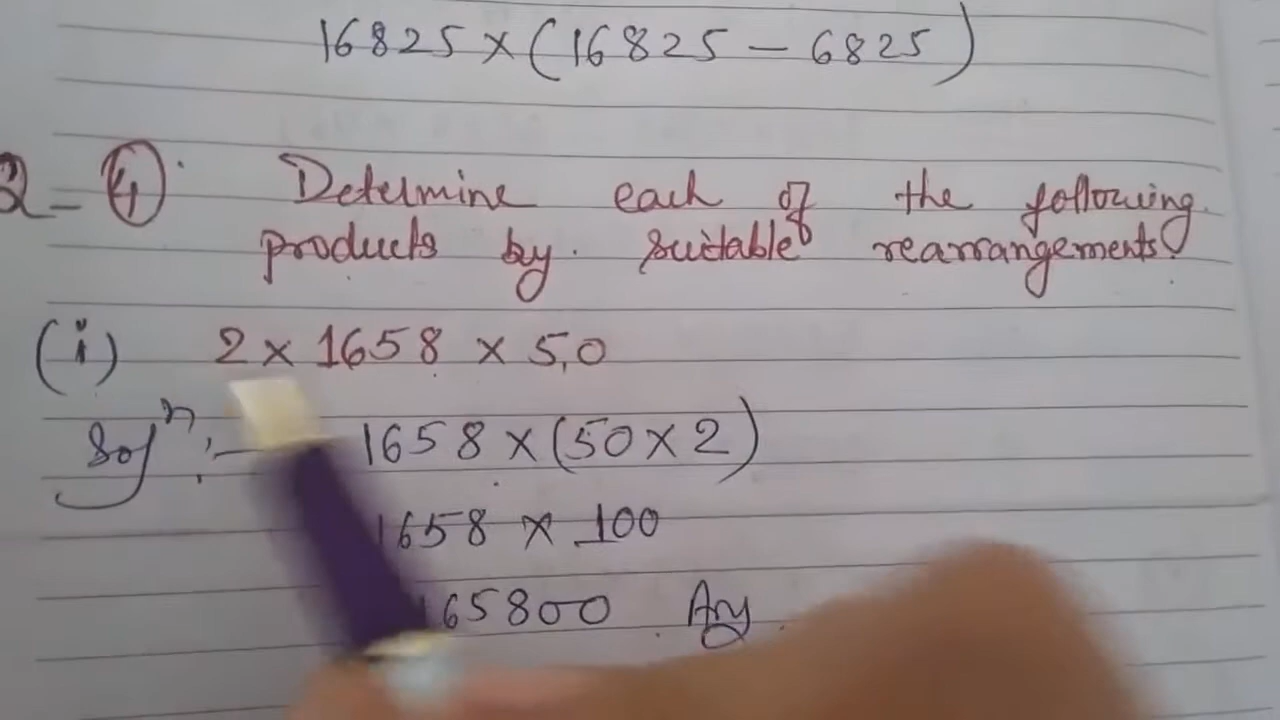 16825 × (16825 - 6825)
Q- 4. Determine each of the following
products by suitable rearrangements.
(i) 2 × 1658 × 50
Solⁿ:- 1658 × (50 × 2)
1658 × 100
165800 Ans